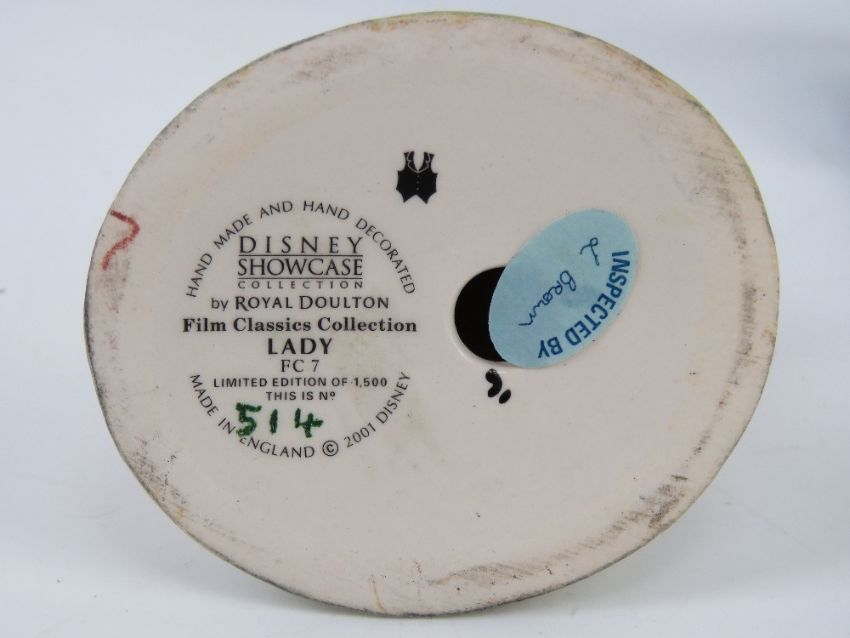 HAND MADE AND HAND DECORATED
DISNEY
SHOWCASE
COLLECTION
by ROYAL DOULTON
Film Classics Collection
LADY
FC 7
LIMITED EDITION OF 1,500
THIS IS Nº
514
MADE IN ENGLAND © 2001 DISNEY
INSPECTED BY
L Brown